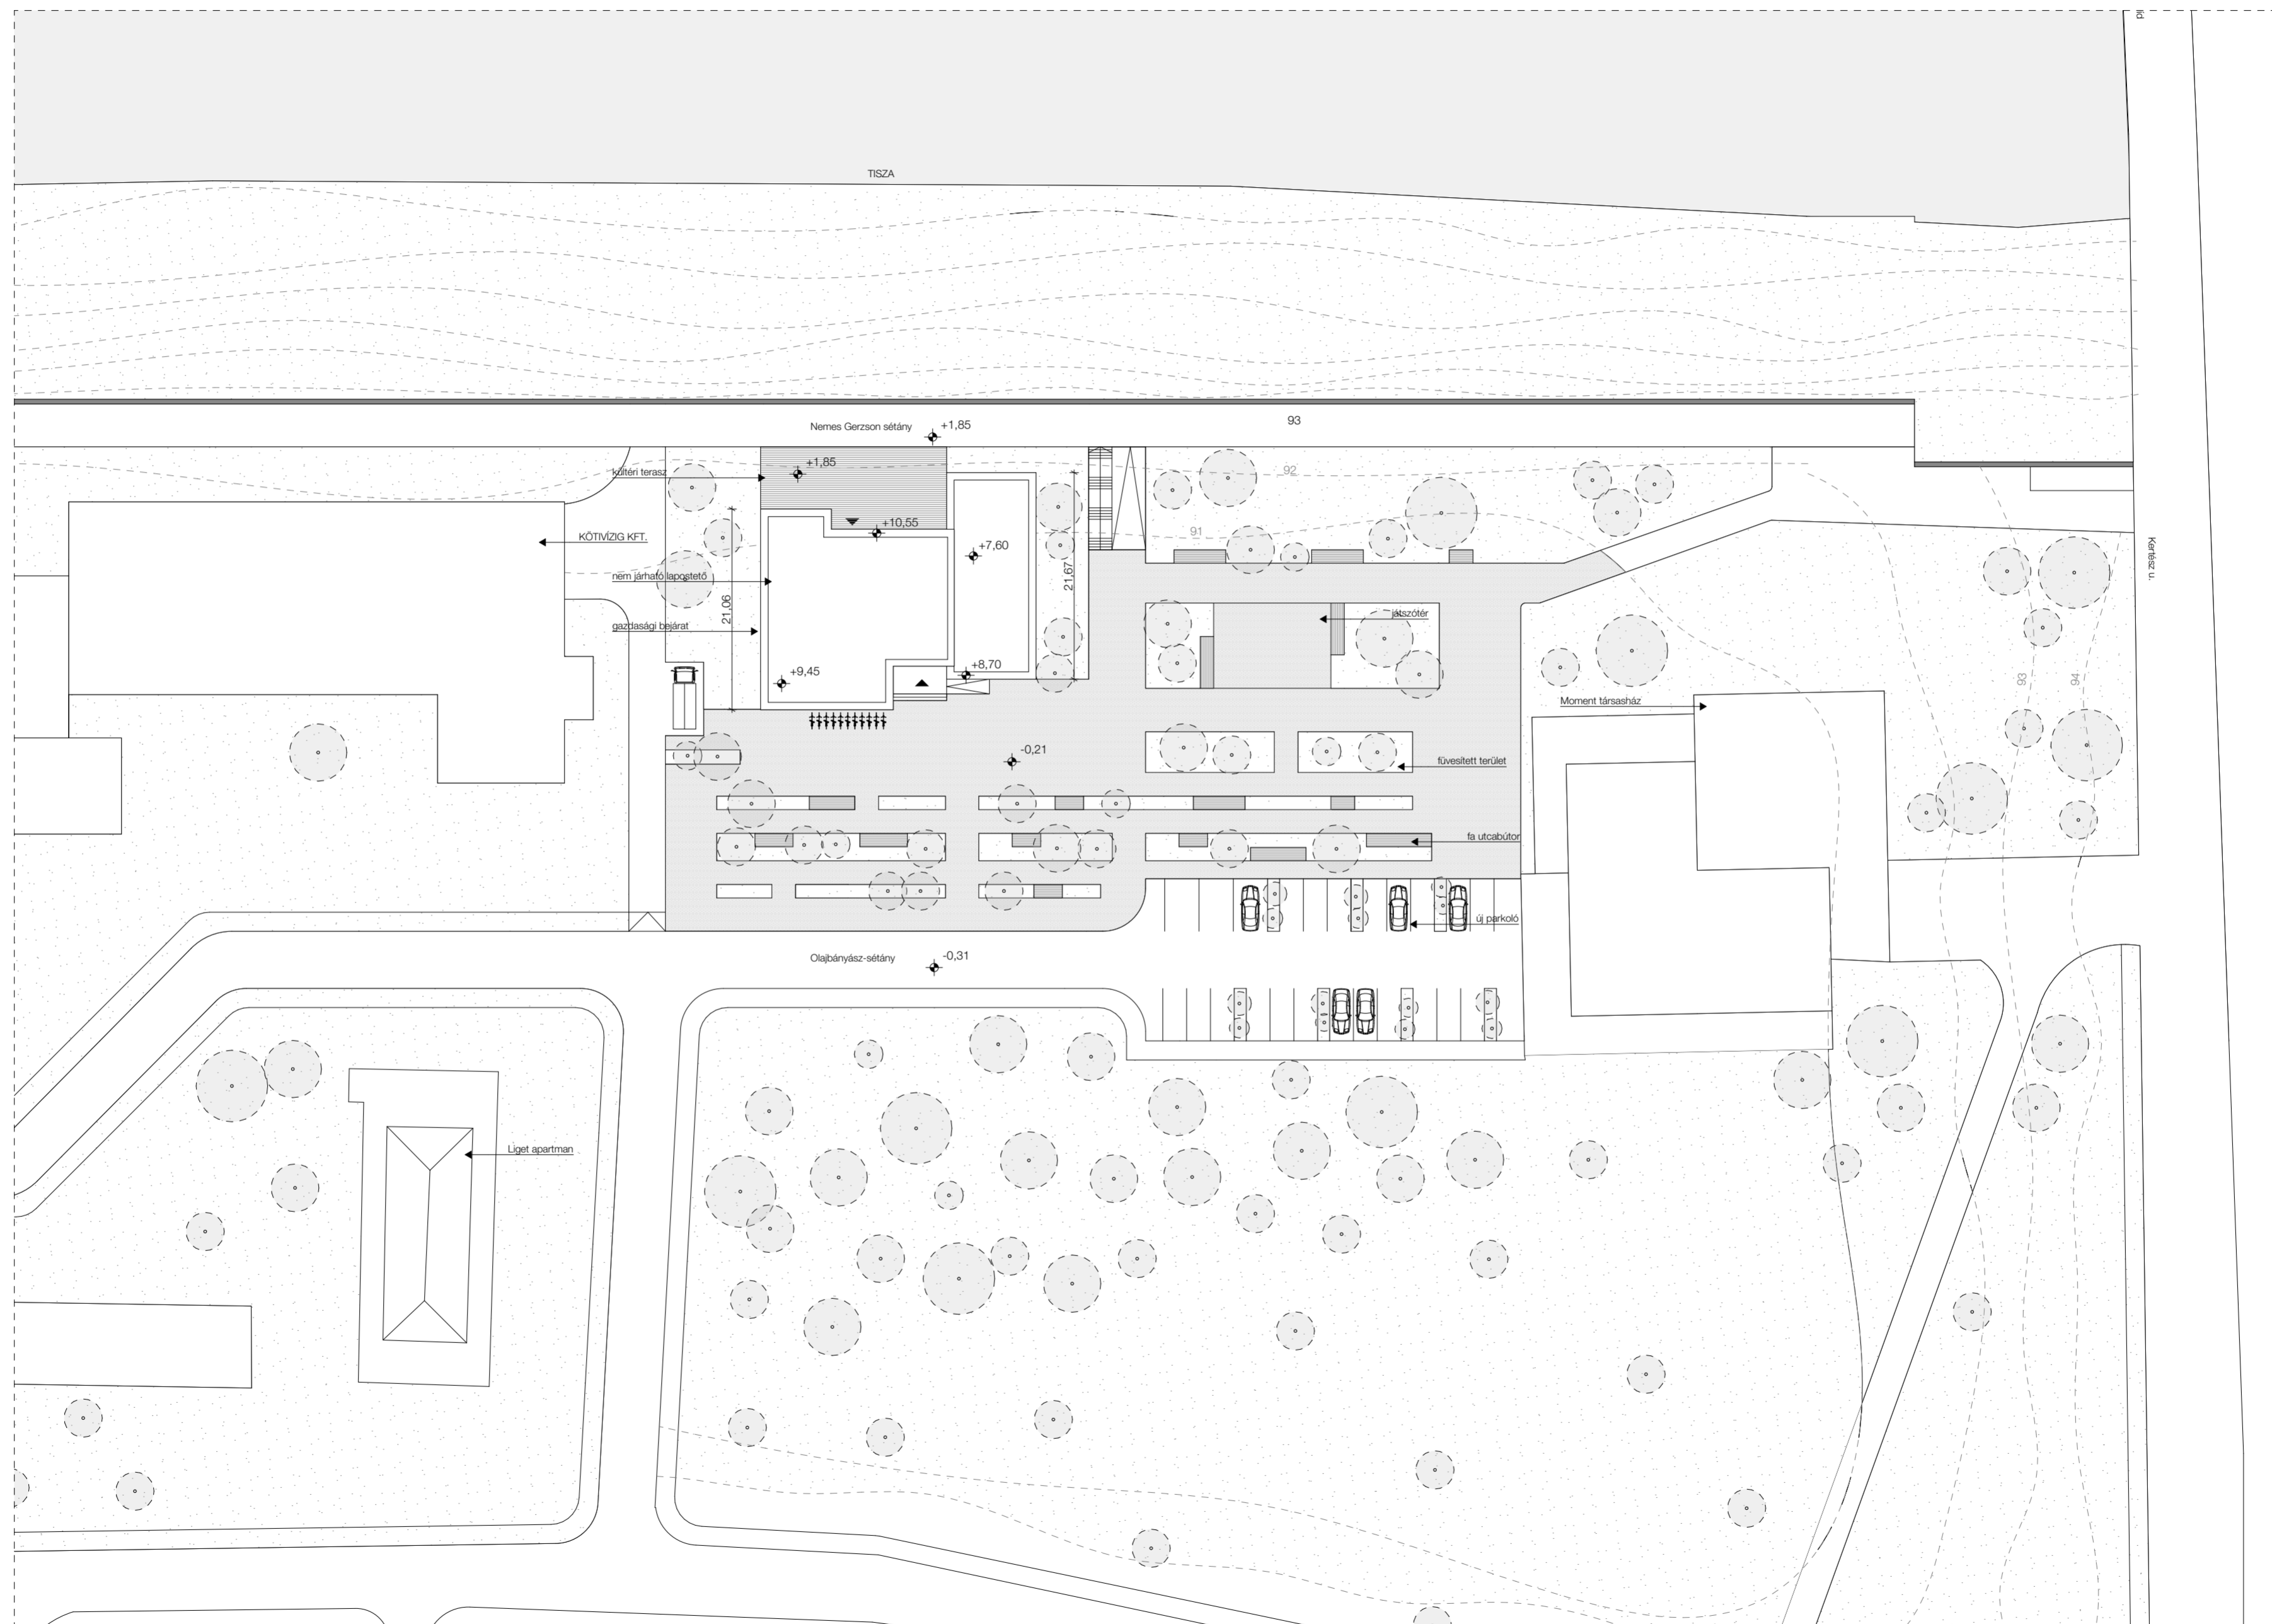 TISZA
Nemes Gerzson sétány
+1,85
93
kültéri terasz
+1,85
92
+10,55
91
KÖTIVÍZIG KFT.
+7,60
nem járható lapostető
21,67
21,06
játszótér
gazdasági bejárat
+8,70
+9,45
Kertész u.
93
94
Moment társasház
-0,21
füvesített terület
fa utcabútor
új parkoló
Olajbányász-sétány
-0,31
Liget apartman